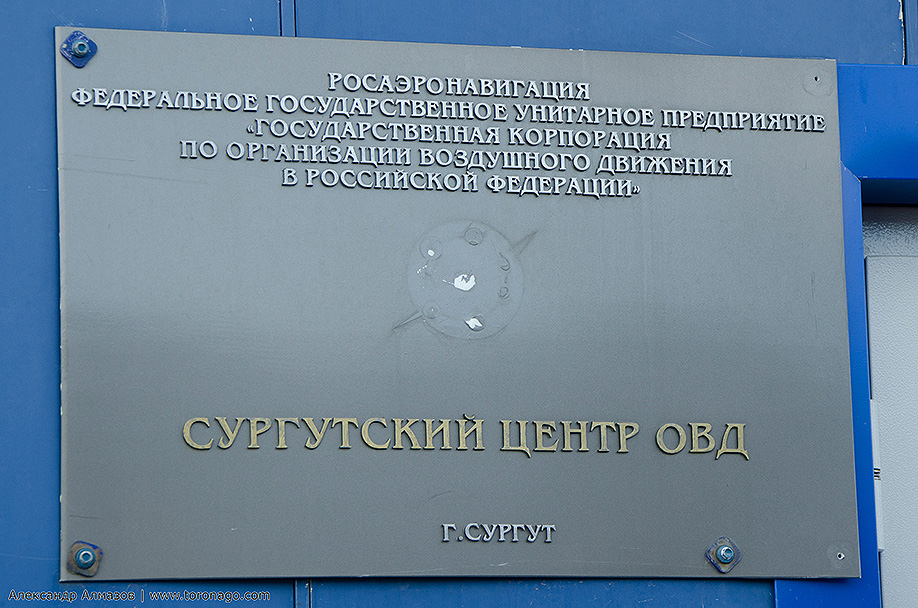 РОСАЭРОНАВИГАЦИЯ
ФЕДЕРАЛЬНОЕ ГОСУДАРСТВЕННОЕ УНИТАРНОЕ ПРЕДПРИЯТИЕ
«ГОСУДАРСТВЕННАЯ КОРПОРАЦИЯ
ПО ОРГАНИЗАЦИИ ВОЗДУШНОГО ДВИЖЕНИЯ
В РОССИЙСКОЙ ФЕДЕРАЦИИ»
СУРГУТСКИЙ ЦЕНТР ОВД
Г.СУРГУТ
Александр Алмазов | www.toronago.com